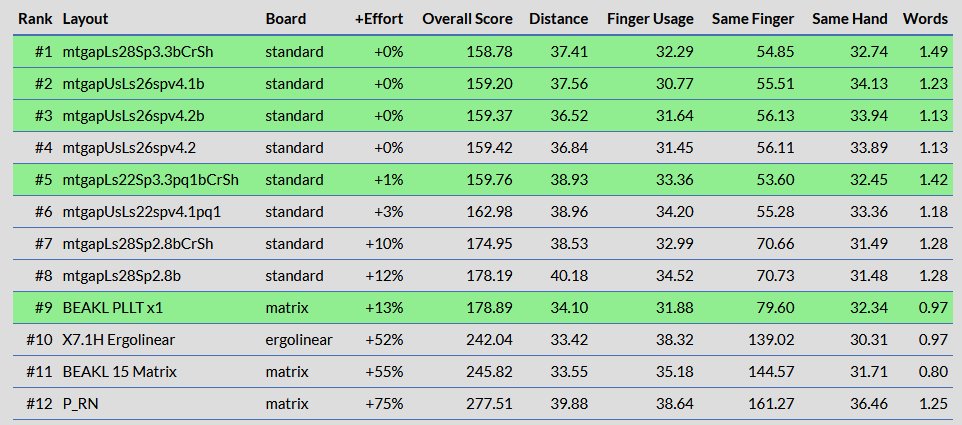 Rank Layout Board +Effort Overall Score Distance Finger Usage Same Finger Same Hand Words
#1 mtgapLs28Sp3.3bCrSh standard +0% 158.78 37.41 32.29 54.85 32.74 1.49
#2 mtgapUsLs26spv4.1b standard +0% 159.20 37.56 30.77 55.51 34.13 1.23
#3 mtgapUsLs26spv4.2b standard +0% 159.37 36.52 31.64 56.13 33.94 1.13
#4 mtgapUsLs26spv4.2 standard +0% 159.42 36.84 31.45 56.11 33.89 1.13
#5 mtgapLs22Sp3.3pq1bCrSh standard +1% 159.76 38.93 33.36 53.60 32.45 1.42
#6 mtgapUsLs22spv4.1pq1 standard +3% 162.98 38.96 34.20 55.28 33.36 1.18
#7 mtgapLs28Sp2.8bCrSh standard +10% 174.95 38.53 32.99 70.66 31.49 1.28
#8 mtgapLs28Sp2.8b standard +12% 178.19 40.18 34.52 70.73 31.48 1.28
#9 BEAKL PLLT x1 matrix +13% 178.89 34.10 31.88 79.60 32.34 0.97
#10 X7.1H Ergolinear ergolinear +52% 242.04 33.42 38.32 139.02 30.31 0.97
#11 BEAKL 15 Matrix matrix +55% 245.82 33.55 35.18 144.57 31.71 0.80
#12 P_RN matrix +75% 277.51 39.88 38.64 161.27 36.46 1.25